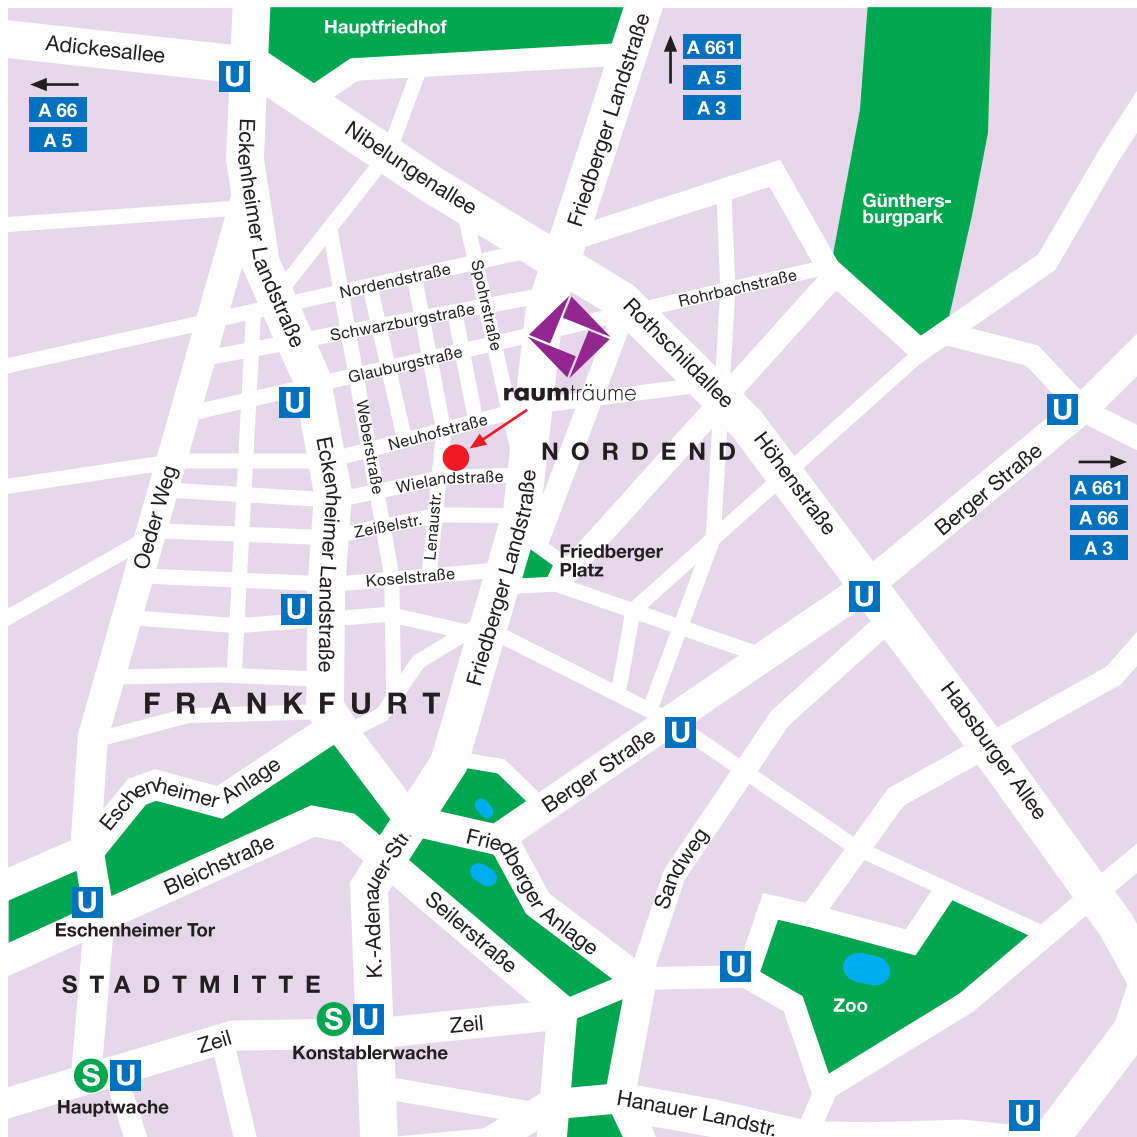 Hauptfriedhof
Adickesallee
U
A 66
A 5
A 661
A 5
A 3
Friedberger Landstraße
Nibelungenallee
Eckenheimer Landstraße
Günthers-
burgpark
Nordendstraße
Spohrstraße
Rohrbachstraße
Schwarzburgstraße
Rothschildallee
Glauburgstraße
raumträume
U
Weberstraße
Neuhofstraße
NORDEND
U
Höhenstraße
Berger Straße
A 661
A 66
A 3
Oeder Weg
Eckenheimer Landstraße
Wielandstraße
Zeißelstr.
Lenaustr.
Friedberger Landstraße
Friedberger
Platz
Koselstraße
U
U
FRANKFURT
Habsburger Allee
U
Berger Straße
Eschenheimer Anlage
Bleichstraße
K.-Adenauer-Str.
Friedberger Anlage
Seilerstraße
Sandweg
U
Eschenheimer Tor
STADTMITTE
U
Zoo
Zeil
S U
Konstablerwache
Zeil
S U
Hauptwache
Hanauer Landstr.
U